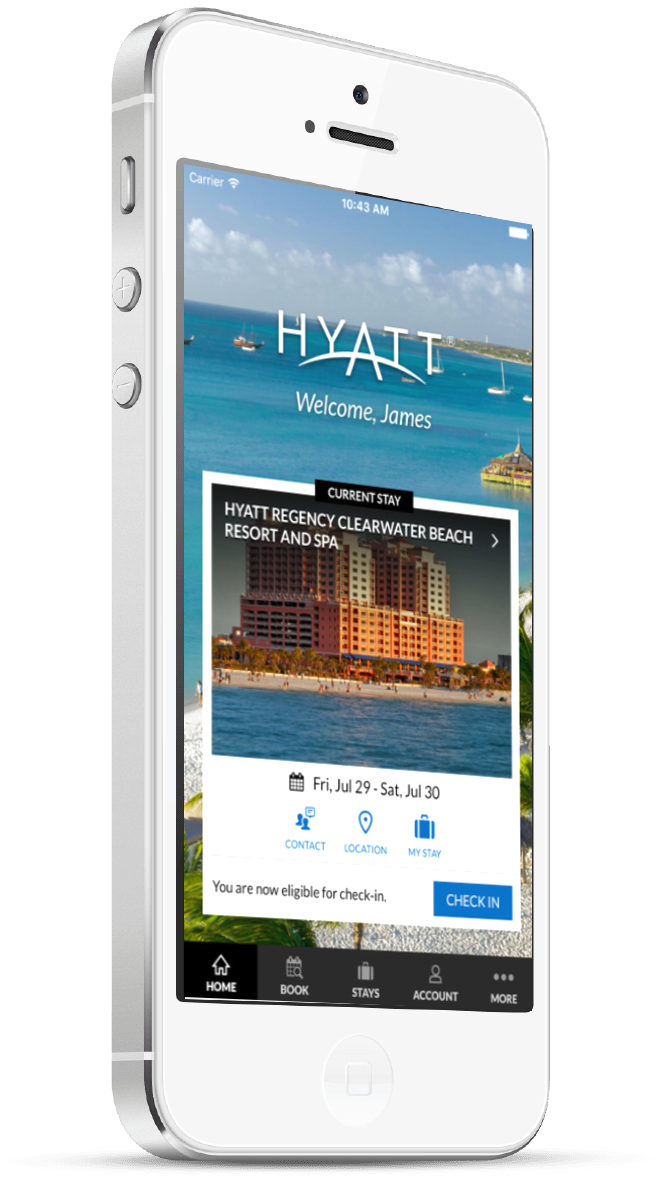 Carrier
10:43 AM
HYATT®
Welcome, James
CURRENT STAY
HYATT REGENCY CLEARWATER BEACH
RESORT AND SPA
Fri, Jul 29 - Sat, Jul 30
CONTACT
LOCATION
MY STAY
You are now eligible for check-in.
CHECK IN
HOME
BOOK
STAYS
ACCOUNT
MORE